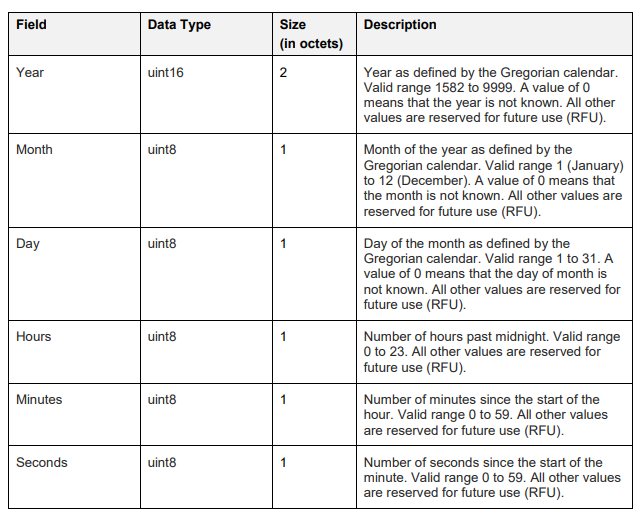 Field Data Type Size Description
(in octets)
Year uint16 2 Year as defined by the Gregorian calendar.
Valid range 1582 to 9999. A value of 0
means that the year is not known. All other
values are reserved for future use (RFU).
Month uint8 1 Month of the year as defined by the
Gregorian calendar. Valid range 1 (January)
to 12 (December). A value of 0 means that
the month is not known. All other values are
reserved for future use (RFU).
Day uint8 1 Day of the month as defined by the
Gregorian calendar. Valid range 1 to 31. A
value of 0 means that the day of month is
not known. All other values are reserved for
future use (RFU).
Hours uint8 1 Number of hours past midnight. Valid range
0 to 23. All other values are reserved for
future use (RFU).
Minutes uint8 1 Number of minutes since the start of the
hour. Valid range 0 to 59. All other values
are reserved for future use (RFU).
Seconds uint8 1 Number of seconds since the start of the
minute. Valid range 0 to 59. All other values
are reserved for future use (RFU).